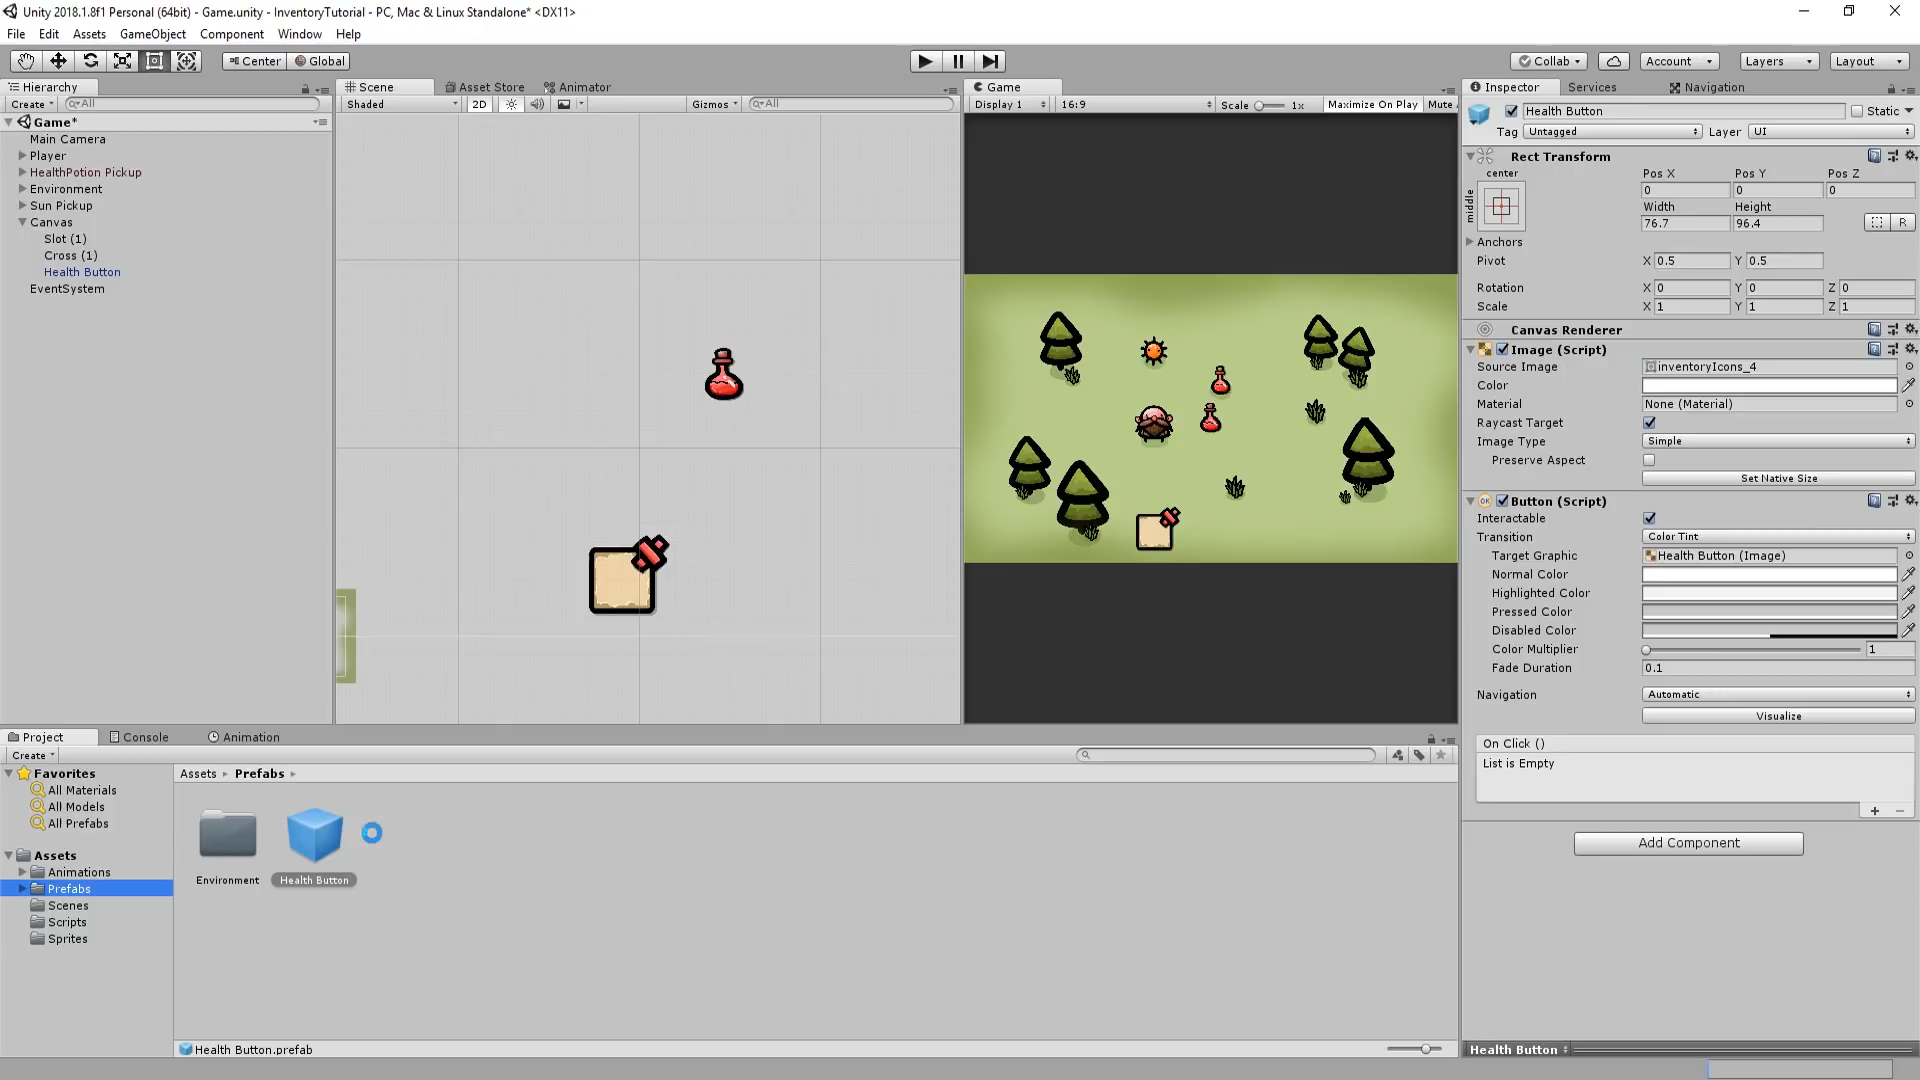 Unity 2018.1.8f1 Personal (64bit) - Game.unity - InventoryTutorial - PC, Mac & Linux Standalone* <DX11>
File Edit Assets GameObject Component Window Help
Center Global Collab Account Layers Layout
Hierarchy
Create All
Game*
Main Camera
Player
HealthPotion Pickup
Environment
Sun Pickup
Canvas
Slot (1)
Cross (1)
Health Button
EventSystem
Scene Asset Store Animator
Shaded 2D Gizmos All
Game
Display 1 16:9 Scale 1x Maximize On Play Mute
Inspector Services Navigation
Health Button Static
Tag Untagged Layer UI
Rect Transform
center
middle
Pos X Pos Y Pos Z
0 0 0
Width Height
76.7 96.4 R
Anchors
Pivot X 0.5 Y 0.5
Rotation X 0 Y 0 Z 0
Scale X 1 Y 1 Z 1
Canvas Renderer
Image (Script)
Source Image inventoryIcons_4
Color
Material None (Material)
Raycast Target
Image Type Simple
Preserve Aspect
Set Native Size
OK Button (Script)
Interactable
Transition Color Tint
Target Graphic Health Button (Image)
Normal Color
Highlighted Color
Pressed Color
Disabled Color
Color Multiplier 1
Fade Duration 0.1
Navigation Automatic
Visualize
On Click ()
List is Empty
Add Component
Health Button
Project Console Animation
Create
Favorites
All Materials
All Models
All Prefabs
Assets
Animations
Prefabs
Scenes
Scripts
Sprites
Assets Prefabs
Environment Health Button
Health Button.prefab